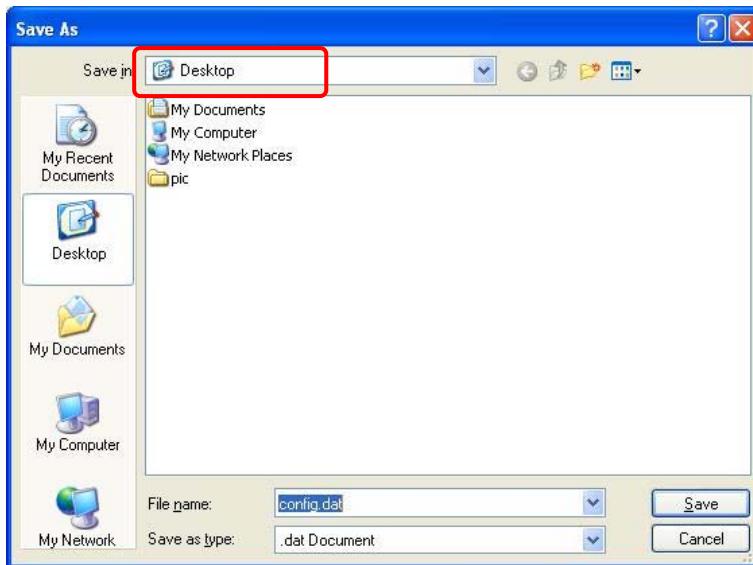 Save As
Save in
Desktop
My Recent
Documents
Desktop
My Documents
My Computer
My Network
My Documents
My Computer
My Network Places
pic
File name:
config.dat
Save
Save as type:
.dat Document
Cancel